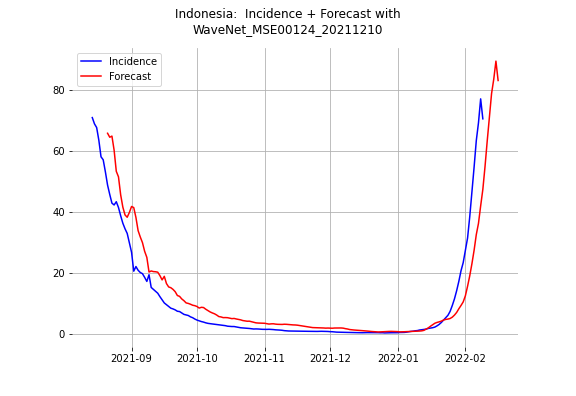 Indonesia: Incidence + Forecast with
WaveNet_MSE00124_20211210
Incidence
Forecast
80
60
40
20
0
2021-09 2021-10 2021-11 2021-12 2022-01 2022-02